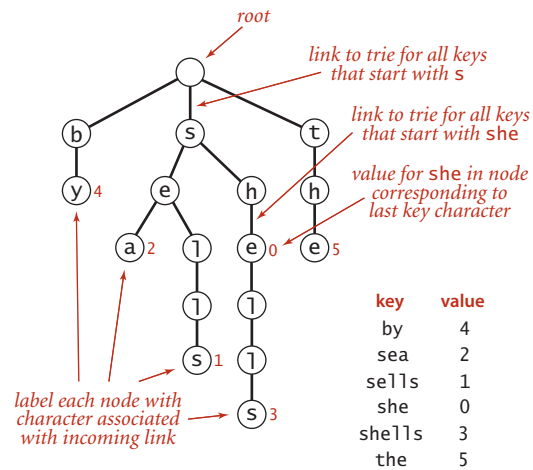 root
link to trie for all keys
that start with s
link to trie for all keys
that start with she
b s t
value for she in node
corresponding to
last key character
y 4 e h h
a 2 l e 0 e 5
l l
key value
by 4
s 1 l
sea 2
label each node with
character associated
with incoming link
sells 1
s 3
she 0
shells 3
the 5